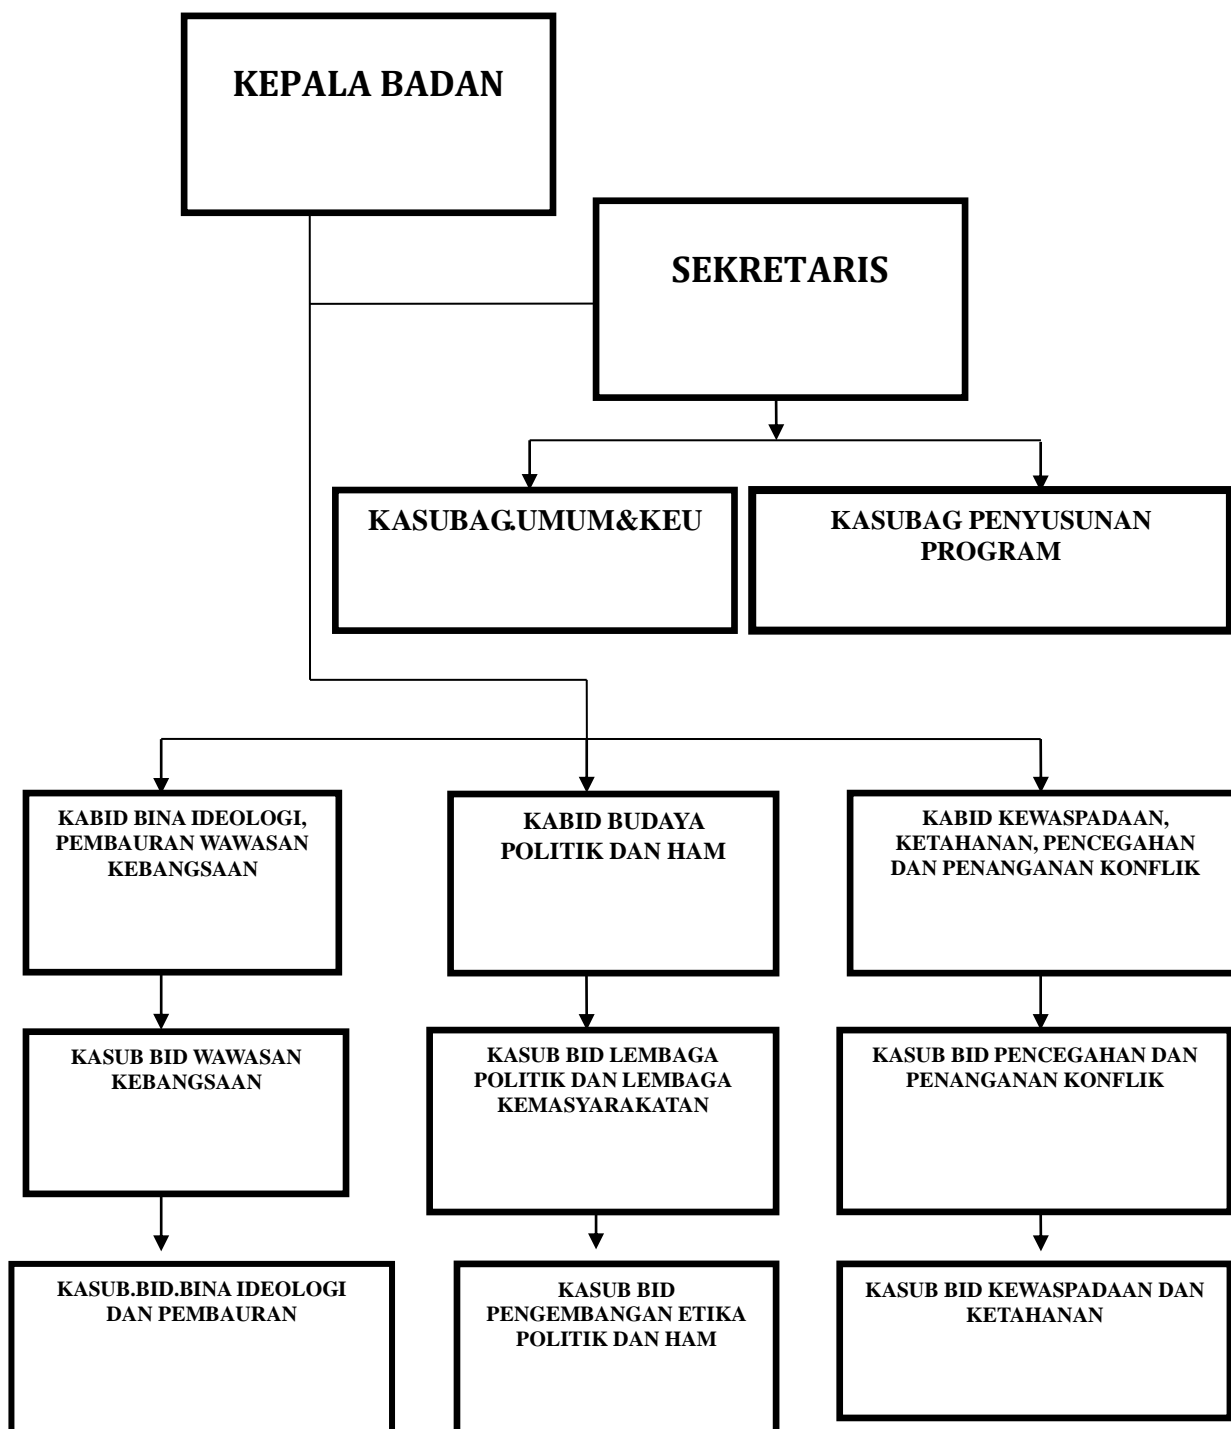 KEPALA BADAN
SEKRETARIS
KASUBAG.UMUM&KEU
KASUBAG PENYUSUNAN
PROGRAM
KABID BINA IDEOLOGI,
PEMBAURAN WAWASAN
KEBANGSAAN
KABID BUDAYA
POLITIK DAN HAM
KABID KEWASPADAAN,
KETAHANAN, PENCEGAHAN
DAN PENANGANAN KONFLIK
KASUB BID WAWASAN
KEBANGSAAN
KASUB BID LEMBAGA
POLITIK DAN LEMBAGA
KEMASYARAKATAN
KASUB BID PENCEGAHAN DAN
PENANGANAN KONFLIK
KASUB.BID.BINA IDEOLOGI
DAN PEMBAURAN
KASUB BID
PENGEMBANGAN ETIKA
POLITIK DAN HAM
KASUB BID KEWASPADAAN DAN
KETAHANAN